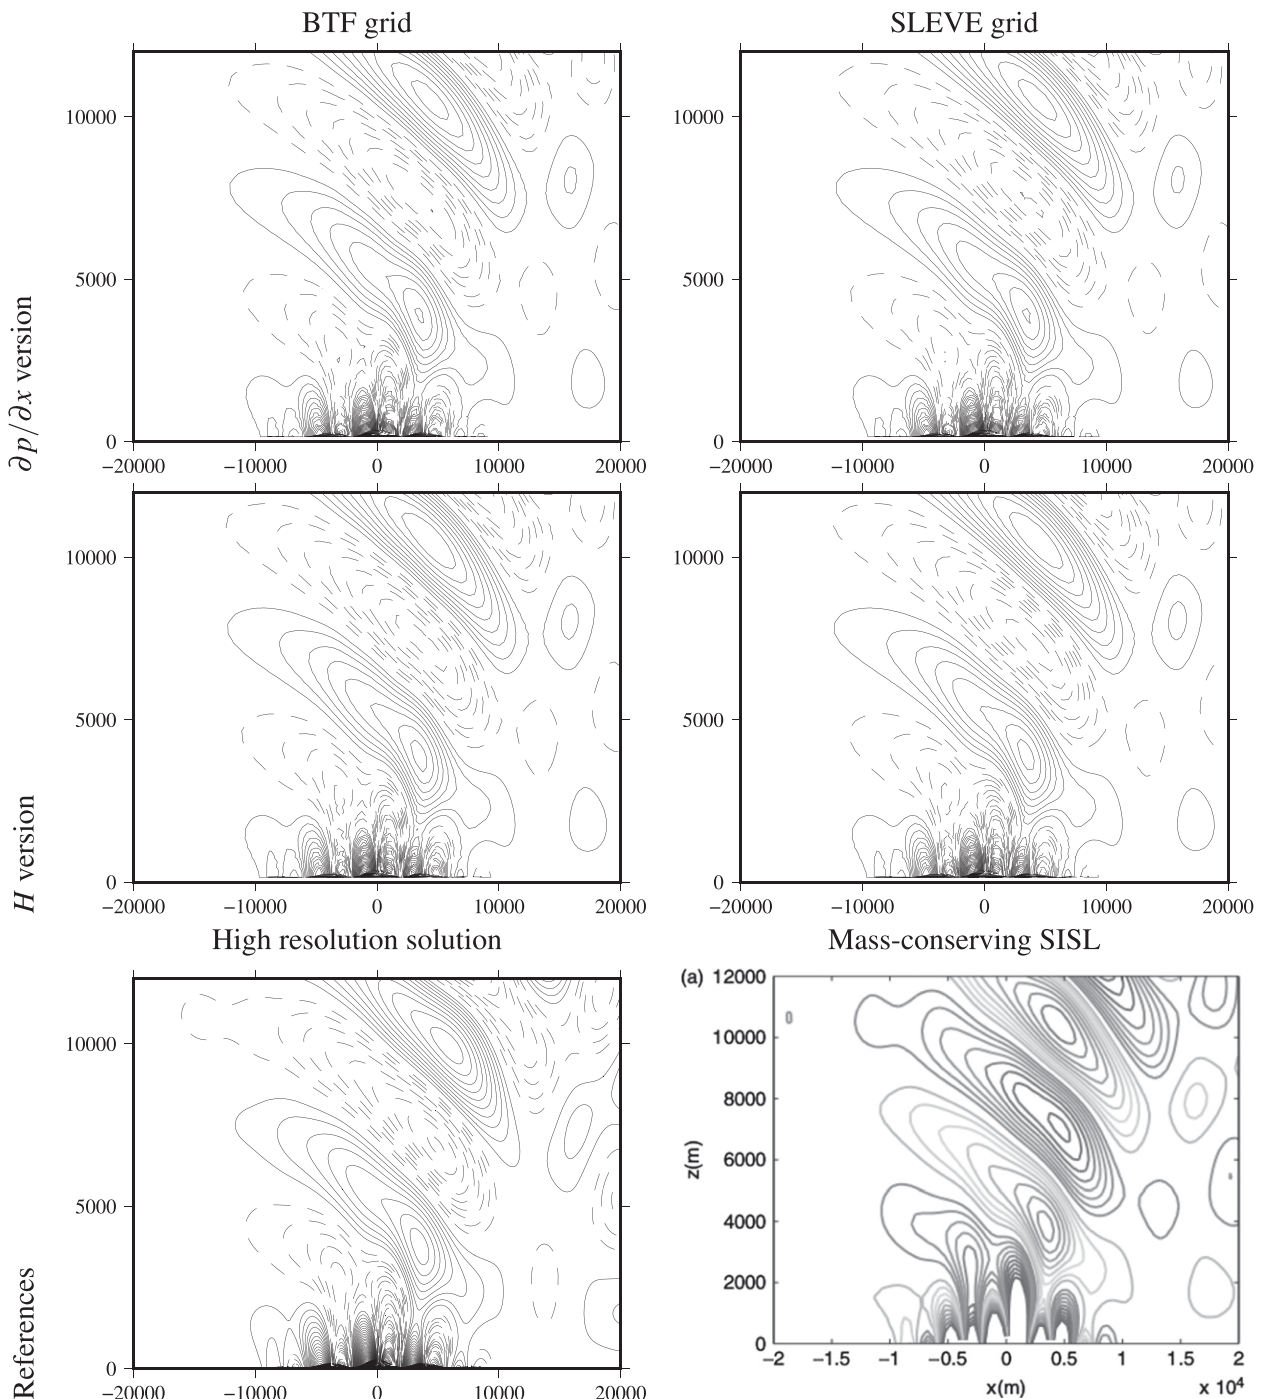 BTF grid SLEVE grid
10000 10000
5000 5000
∂p/∂x version
0 0
−20000 −10000 0 10000 20000 −20000 −10000 0 10000 20000
10000 10000
5000 5000
H version
0 0
−20000 −10000 0 10000 20000 −20000 −10000 0 10000 20000
High resolution solution Mass-conserving SISL
(a) 12000
10000 10000
8000
6000
5000
4000
2000
References
0 0
−20000 −10000 0 10000 20000 −2 −1.5 −1 −0.5 0 0.5 1 1.5 2
z(m)
x(m) x 10⁴